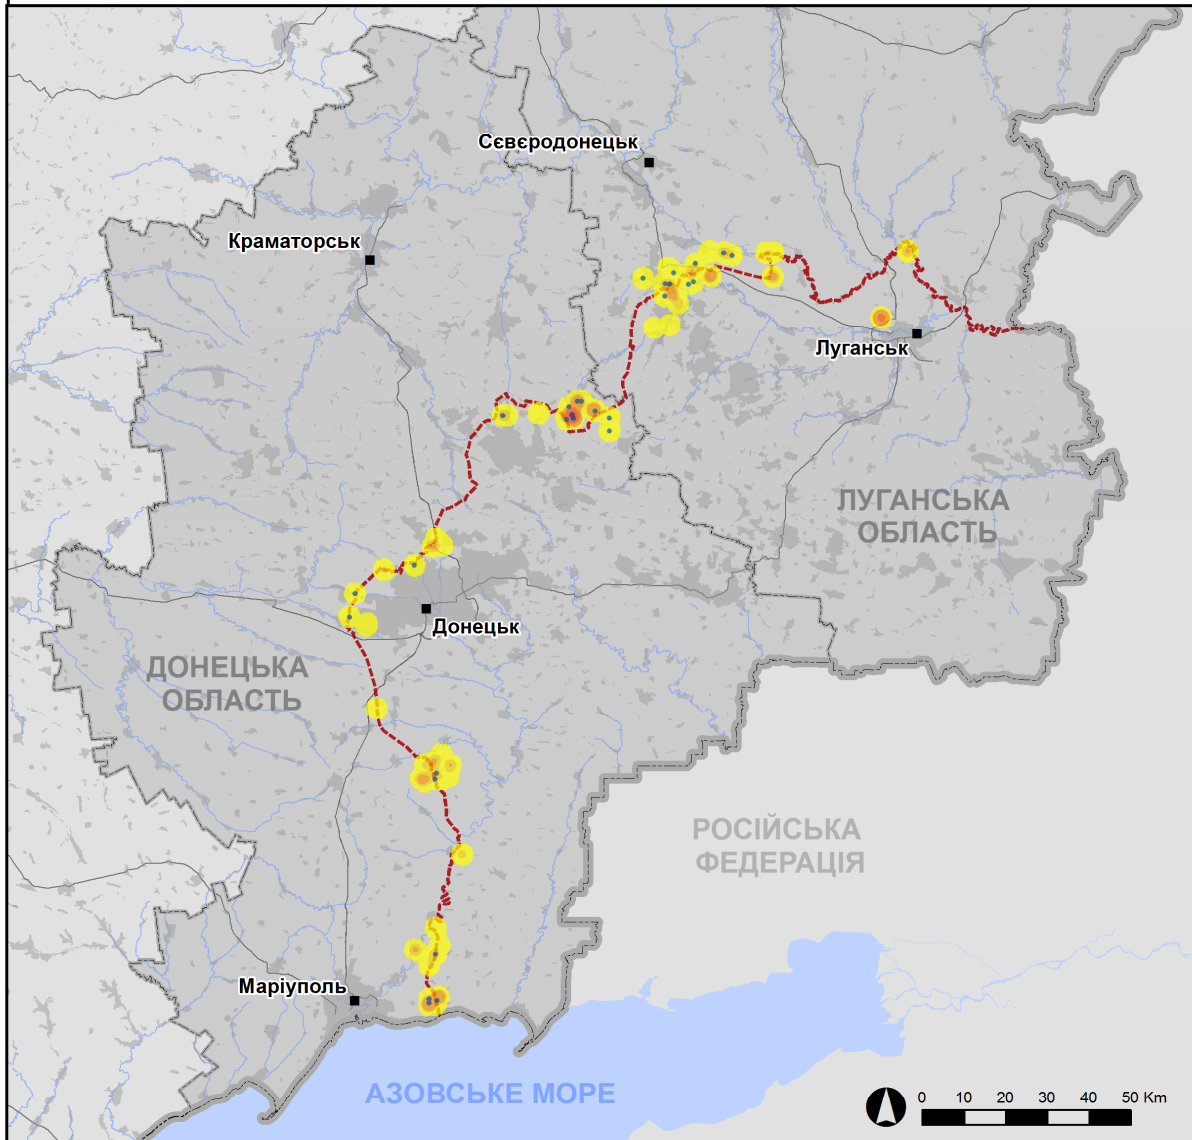 Сєвєродонецьк
Краматорськ
Луганськ
ЛУГАНСЬКА
ОБЛАСТЬ
Донецьк
ДОНЕЦЬКА
ОБЛАСТЬ
РОСІЙСЬКА
ФЕДЕРАЦІЯ
Маріуполь
АЗОВСЬКЕ МОРЕ
0 10 20 30 40 50 Km